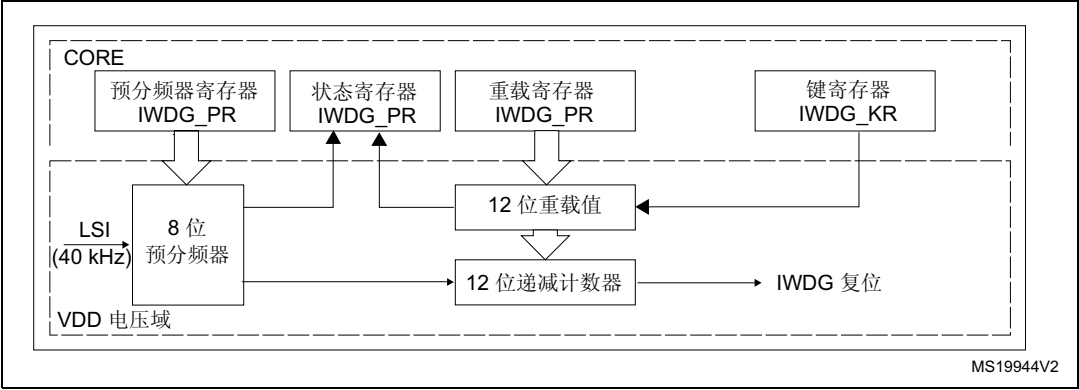 CORE
预分频器寄存器
IWDG_PR
状态寄存器
IWDG_PR
重载寄存器
IWDG_PR
键寄存器
IWDG_KR
LSI
(40 kHz)
8 位
预分频器
12 位重载值
12 位递减计数器
IWDG 复位
VDD 电压域
MS19944V2